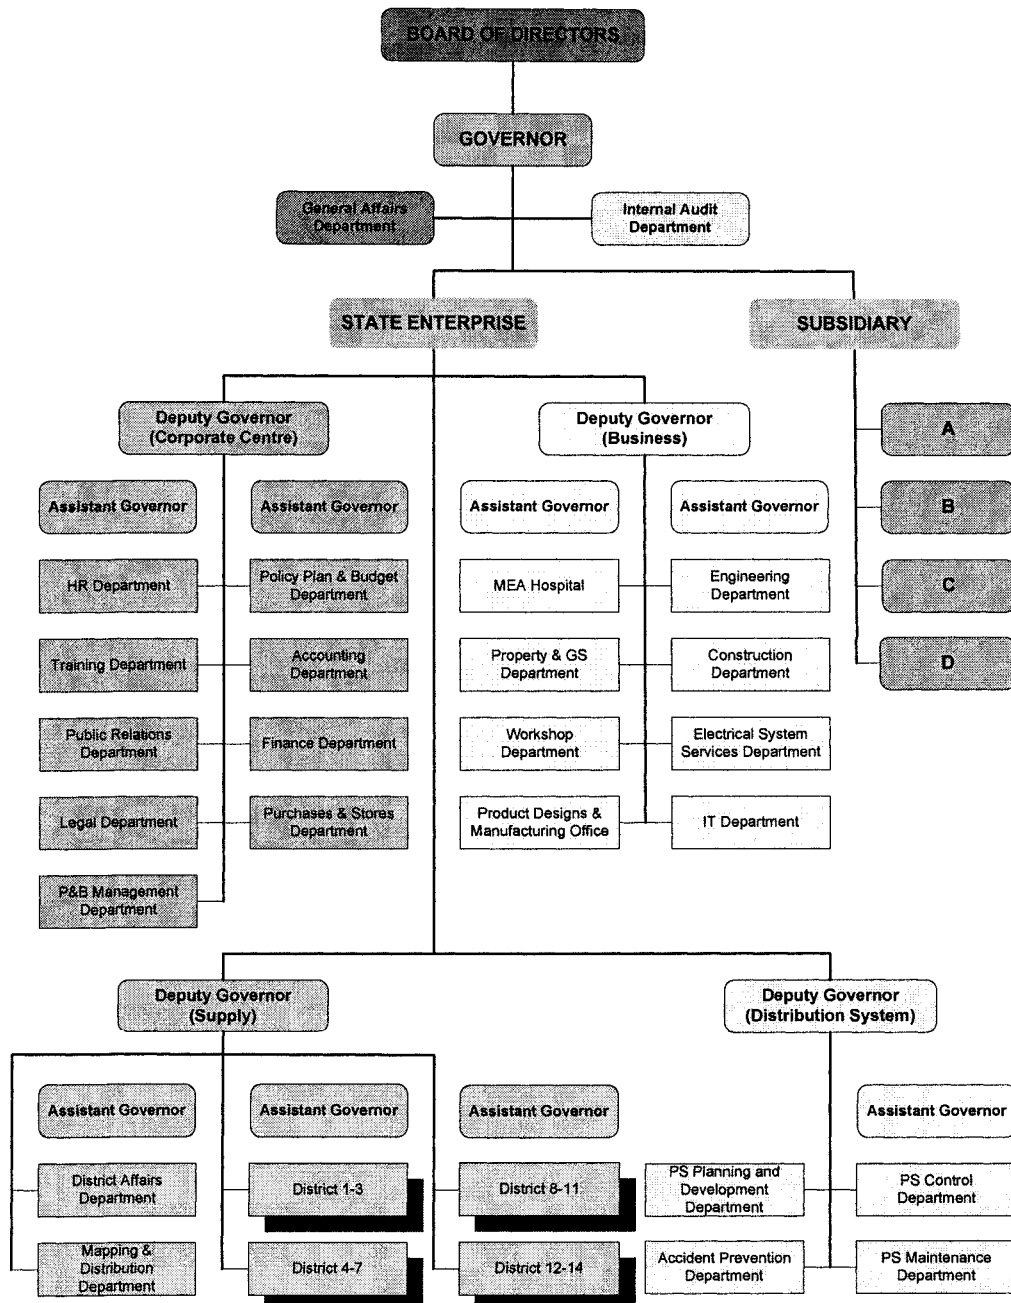 BOARD OF DIRECTORS
GOVERNOR
General Affairs
Department
Internal Audit
Department
STATE ENTERPRISE
SUBSIDIARY
Deputy Governor
(Corporate Centre)
Deputy Governor
(Business)
A
Assistant Governor
Assistant Governor
Assistant Governor
Assistant Governor
B
HR Department
Policy Plan & Budget
Department
MEA Hospital
Engineering
Department
C
Training Department
Accounting
Department
Property & GS
Department
Construction
Department
D
Public Relations
Department
Finance Department
Workshop
Department
Electrical System
Services Department
Legal Department
Purchases & Stores
Department
Product Designs &
Manufacturing Office
IT Department
P&B Management
Department
Deputy Governor
(Supply)
Deputy Governor
(Distribution System)
Assistant Governor
Assistant Governor
Assistant Governor
Assistant Governor
District Affairs
Department
District 1-3
District 8-11
PS Planning and
Development
Department
PS Control
Department
Mapping &
Distribution
Department
District 4-7
District 12-14
Accident Prevention
Department
PS Maintenance
Department